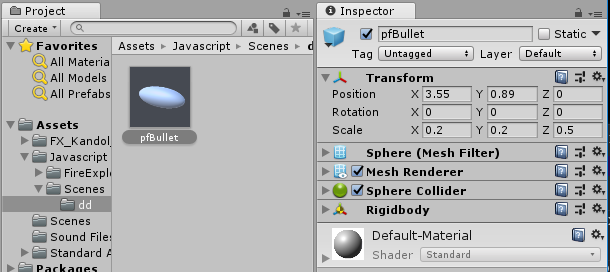 Project
Create
Favorites
All Materia
All Models
All Prefabs
Assets
FX_Kandol
Javascript
FireExplo
Scenes
dd
Scenes
Sound Files
Standard A
Packages
Assets Javascript Scenes d
pfBullet
Inspector
pfBullet Static
Tag Untagged Layer Default
Transform
Position X 3.55 Y 0.89 Z 0
Rotation X 0 Y 0 Z 0
Scale X 0.2 Y 0.2 Z 0.5
Sphere (Mesh Filter)
Mesh Renderer
Sphere Collider
Rigidbody
Default-Material
Shader Standard